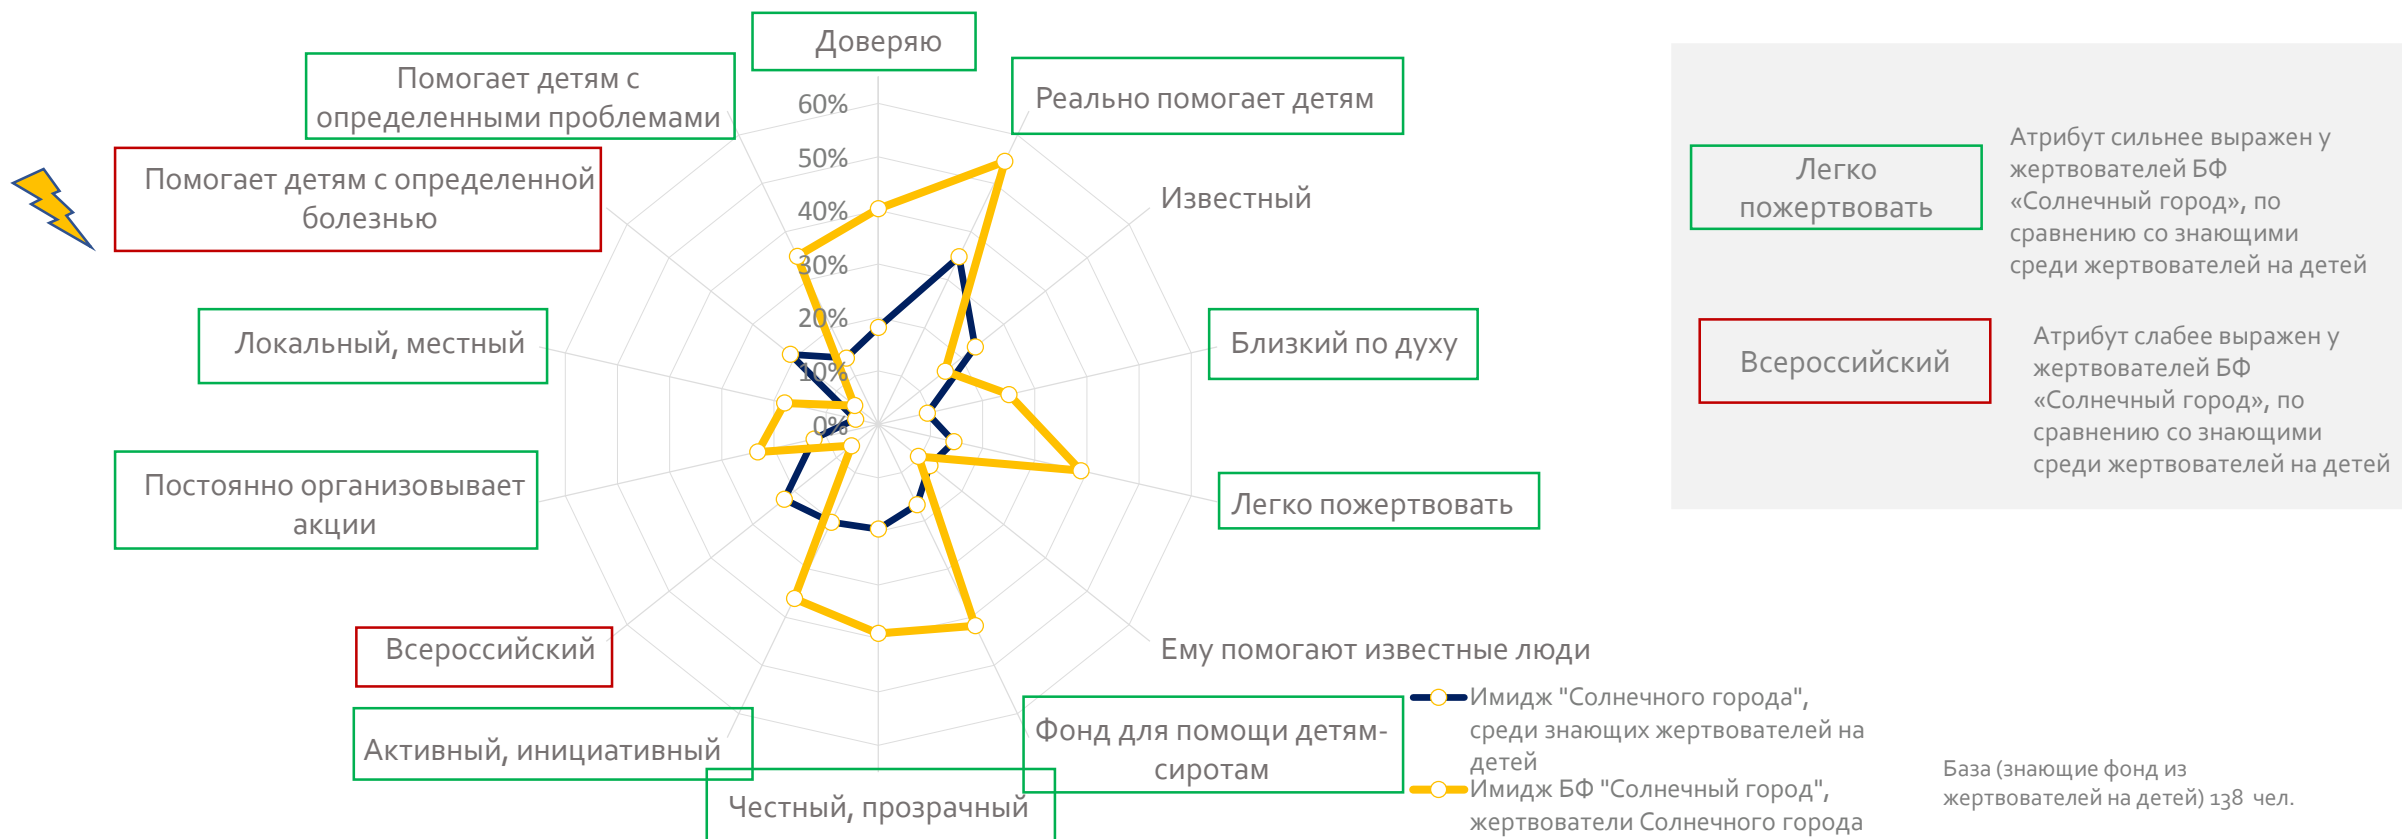 Доверяю
Помогает детям с
определенными проблемами
Реально помогает детям
Помогает детям с определенной
болезнью
Известный
Локальный, местный
Близкий по духу
Постоянно организовывает
акции
Легко пожертвовать
Всероссийский
Ему помогают известные люди
Активный, инициативный
Фонд для помощи детям-
сиротам
Честный, прозрачный
60%
50%
40%
30%
20%
10%
0%
Легко
пожертвовать
Атрибут сильнее выражен у
жертвователей БФ
«Солнечный город», по
сравнению со знающими
среди жертвователей на детей
Всероссийский
Атрибут слабее выражен у
жертвователей БФ
«Солнечный город», по
сравнению со знающими
среди жертвователей на детей
Имидж "Солнечного города",
среди знающих жертвователей на
детей
Имидж БФ "Солнечный город",
жертвователи Солнечного города
База (знающие фонд из
жертвователей на детей) 138 чел.